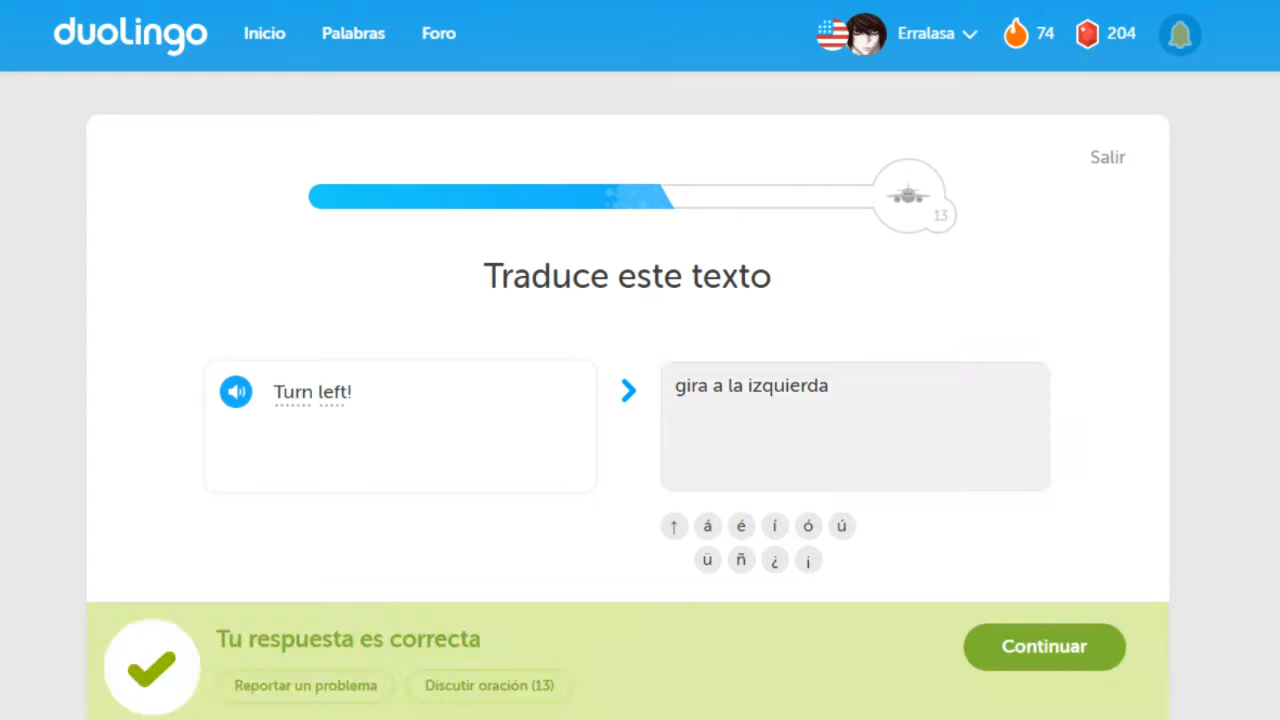 duolingo Inicio Palabras Foro Erralasa 74 204
Salir
13
Traduce este texto
Turn left! gira a la izquierda
↑ á é í ó ú
ü ñ ¿ ¡
Tu respuesta es correcta
Continuar
Reportar un problema Discutir oración (13)